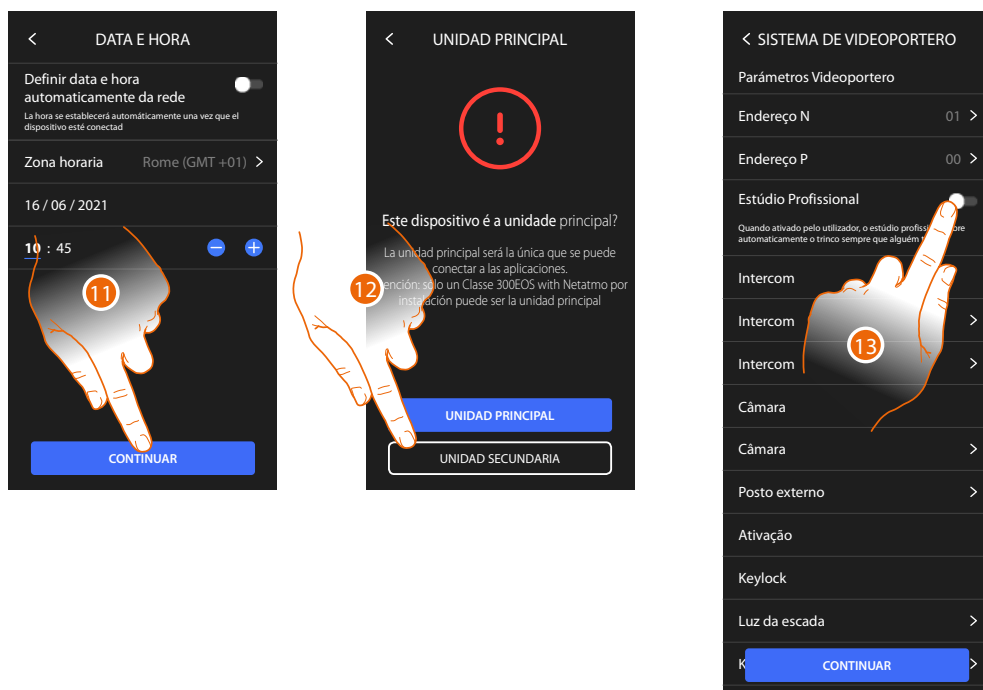 DATA E HORA
Definir data e hora
automaticamente da rede
La hora se establecerá automáticamente una vez que el
dispositivo esté conectad
Zona horaria Rome (GMT +01)
16 / 06 / 2021
10 : 45
11
CONTINUAR
UNIDAD PRINCIPAL
Este dispositivo é a unidade principal?
La unidad principal será la única que se puede
conectar a las aplicaciones.
12
ención: sólo un Classe 300EOS with Netatmo por
instalación puede ser la unidad principal
UNIDAD PRINCIPAL
UNIDAD SECUNDARIA
SISTEMA DE VIDEOPORTERO
Parámetros Videoportero
Endereço N 01
Endereço P 00
Estúdio Profissional
Quando ativado pelo utilizador, o estúdio profiss
automaticamente o trinco sempre que alguém
Intercom
Intercom
13
Intercom
Câmara
Câmara
Posto externo
Ativação
Keylock
Luz da escada
K
CONTINUAR